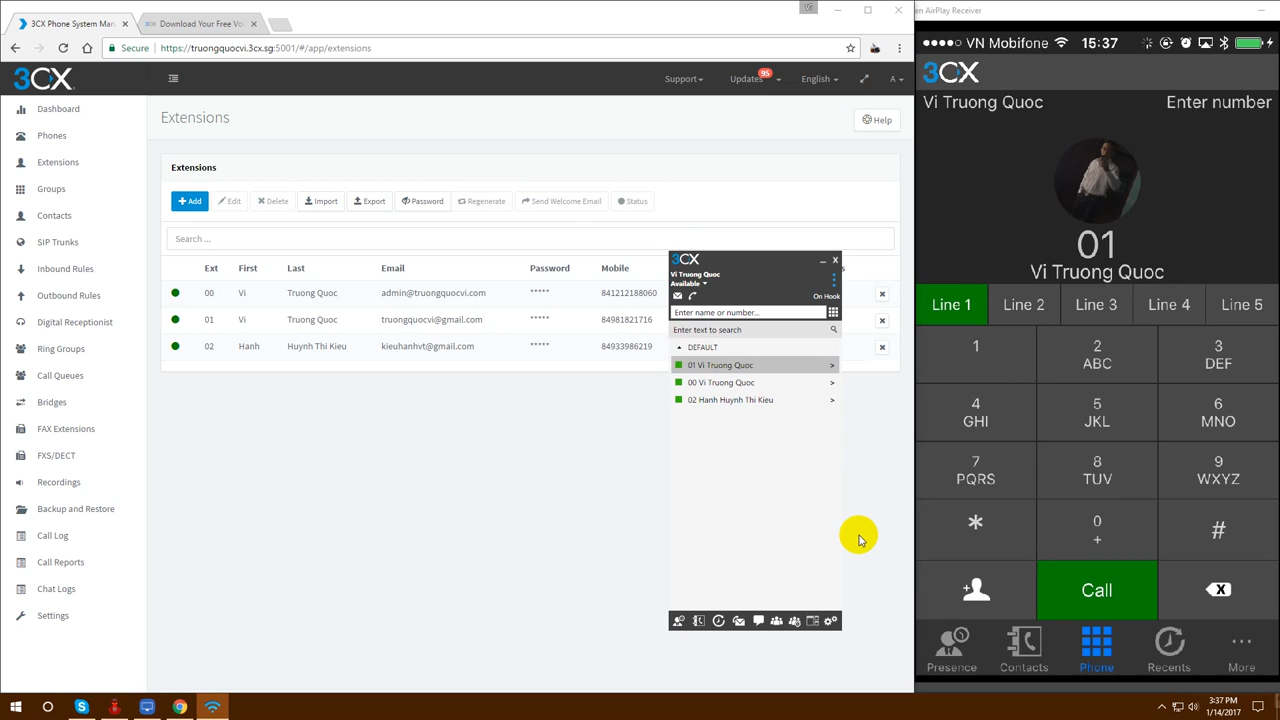 3CX Phone System Man
Download Your Free Vo
Vi
en AirPlay Receiver
Secure
https://truongquocvi.3cx.sg:5001/#/app/extensions
3CX
Support
Updates
95
English
A
Dashboard
Phones
Extensions
Groups
Contacts
SIP Trunks
Inbound Rules
Outbound Rules
Digital Receptionist
Ring Groups
Call Queues
Bridges
FAX Extensions
FXS/DECT
Recordings
Backup and Restore
Call Log
Call Reports
Chat Logs
Settings
Extensions
Help
Extensions
+ Add
Edit
Delete
Import
Export
Password
Regenerate
Send Welcome Email
Status
Search ...
Ext First Last Email Password Mobile
00 Vi Truong Quoc admin@truongquocvi.com ***** 841212188060
01 Vi Truong Quoc truongquocvi@gmail.com ***** 84981821716
02 Hanh Huynh Thi Kieu kieuhanhvt@gmail.com ***** 84933986219
3CX
Vi Truong Quoc
Available
On Hook
Enter name or number...
Enter text to search
DEFAULT
01 Vi Truong Quoc >
00 Vi Truong Quoc >
02 Hanh Huynh Thi Kieu >
VN Mobifone 15:37
3CX
Vi Truong Quoc Enter number
01
Vi Truong Quoc
Line 1 Line 2 Line 3 Line 4 Line 5
1
2 ABC
3 DEF
4 GHI
5 JKL
6 MNO
7 PQRS
8 TUV
9 WXYZ
*
0 +
#
Call
Presence Contacts Phone Recents More
3:37 PM
1/14/2017